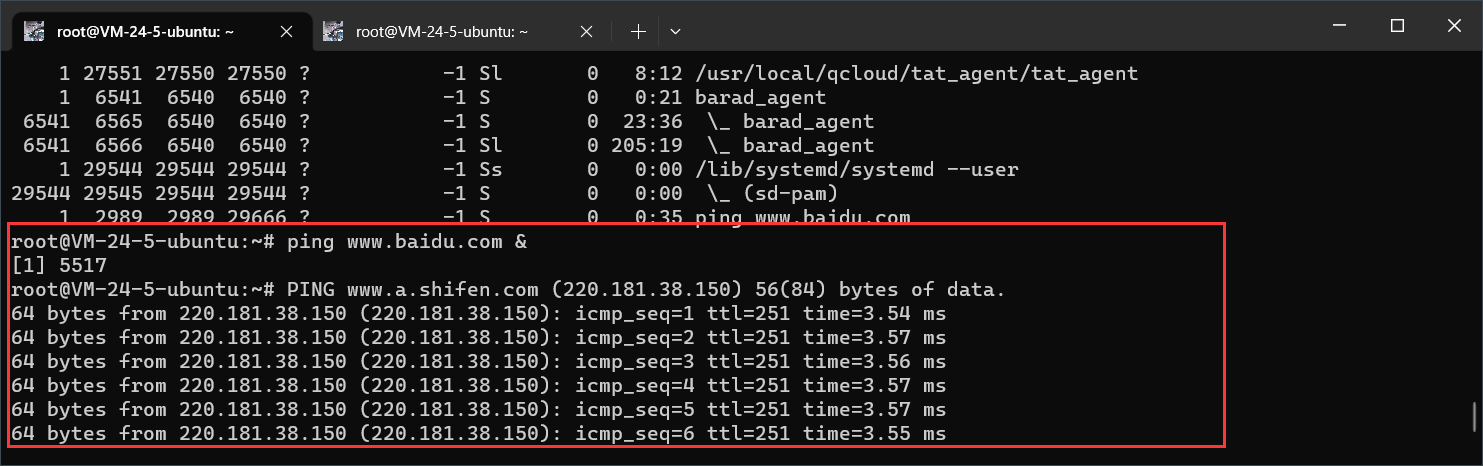 root@VM-24-5-ubuntu: ~ root@VM-24-5-ubuntu: ~
    1 27551 27550 27550 ?           -1 Sl       0   8:12 /usr/local/qcloud/tat_agent/tat_agent
    1  6541  6540  6540 ?           -1 S        0   0:21 barad_agent
 6541  6565  6540  6540 ?           -1 S        0  23:36  \_ barad_agent
 6541  6566  6540  6540 ?           -1 Sl       0 205:19  \_ barad_agent
    1 29544 29544 29544 ?           -1 Ss       0   0:00 /lib/systemd/systemd --user
29544 29545 29544 29544 ?           -1 S        0   0:00  \_ (sd-pam)
    1  2989  2989 29666 ?           -1 S        0   0:35 ping www.baidu.com
root@VM-24-5-ubuntu:~# ping www.baidu.com &
[1] 5517
root@VM-24-5-ubuntu:~# PING www.a.shifen.com (220.181.38.150) 56(84) bytes of data.
64 bytes from 220.181.38.150 (220.181.38.150): icmp_seq=1 ttl=251 time=3.54 ms
64 bytes from 220.181.38.150 (220.181.38.150): icmp_seq=2 ttl=251 time=3.57 ms
64 bytes from 220.181.38.150 (220.181.38.150): icmp_seq=3 ttl=251 time=3.56 ms
64 bytes from 220.181.38.150 (220.181.38.150): icmp_seq=4 ttl=251 time=3.57 ms
64 bytes from 220.181.38.150 (220.181.38.150): icmp_seq=5 ttl=251 time=3.57 ms
64 bytes from 220.181.38.150 (220.181.38.150): icmp_seq=6 ttl=251 time=3.55 ms